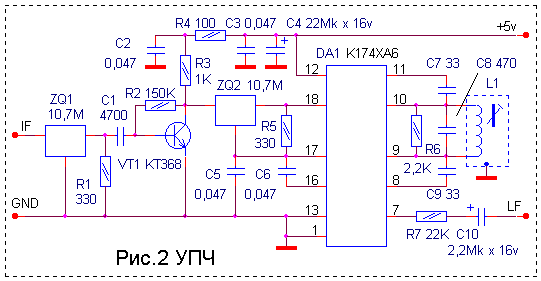 R4 100
C3 0,047
C4 22Mk x 16v
+5v
C2
0,047
R3
1K
DA1 K174XA6
C7 33
C8 470
L1
12
11
ZQ1
10,7M
C1
4700
R2 150K
ZQ2
10,7M
18
10
IF
VT1 KT368
R5
330
R6
2,2K
17
9
R1
330
C5
0,047
C6
0,047
16
8
C9 33
GND
13
7
LF
1
R7 22K
C10
2,2Mk x 16v
+
+
Рис.2 УПЧ